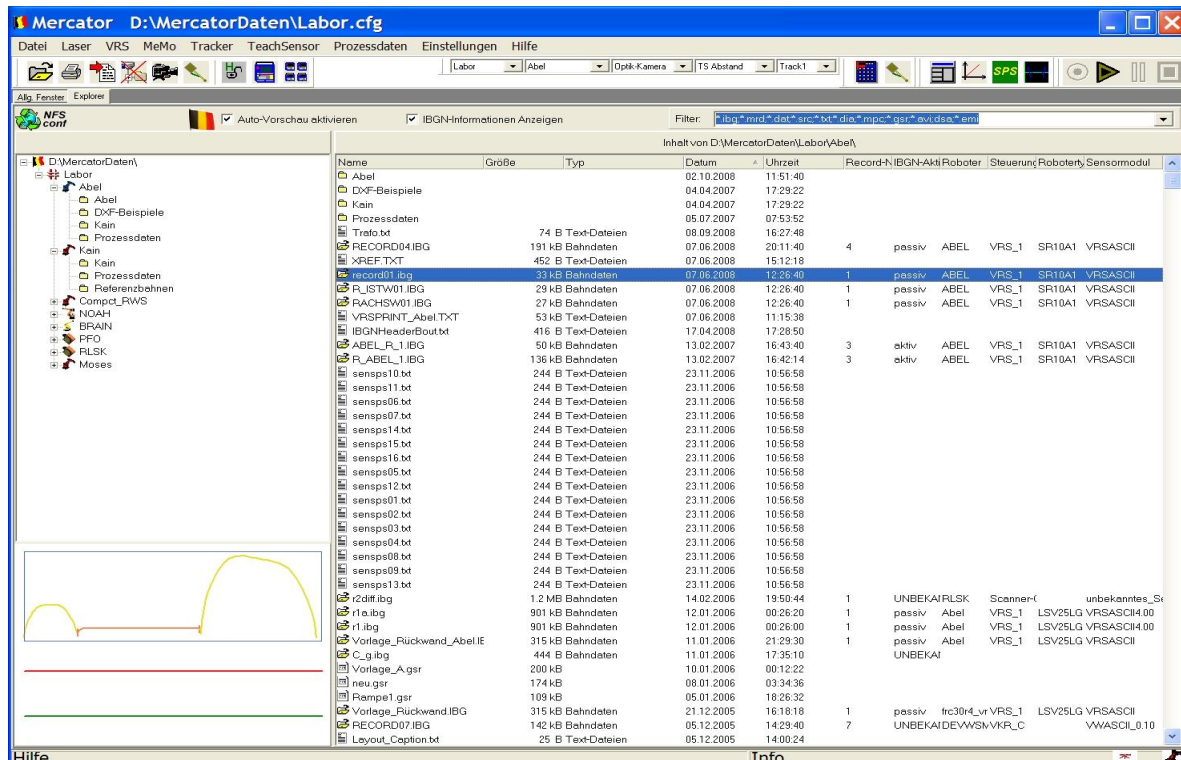 Mercator D:\MercatorDaten\Labor.cfg
Datei Laser VRS MeMo Tracker TeachSensor Prozessdaten Einstellungen Hilfe
Labor Abel Optik-Kamera TS Abstand Track1 SPS
Allg. Fenster Explorer
NFS conf Auto-Vorschau aktivieren IBGN-Informationen Anzeigen Filter: *.ibg;*.mrd;*.dat;*.src;*.txt;*.dia;*.mpc;*.gsr;*.avi;dsa;*.emi
Inhalt von D:\MercatorDaten\Labor\Abel\
D:\MercatorDaten\
Labor
Abel
Abel
DXF-Beispiele
Kain
Prozessdaten
Kain
Kain
Prozessdaten
Referenzbahnen
Compct_RWS
NOAH
BRAIN
PFO
RLSK
Moses
Name Größe Typ Datum Uhrzeit Record-N IBGN-Akti Roboter Steuerung Roboterty Sensormodul
Abel 02.10.2008 11:51:40
DXF-Beispiele 04.04.2007 17:29:22
Kain 04.04.2007 17:29:22
Prozessdaten 05.07.2007 07:53:52
Trafo.txt 74 B Text-Dateien 08.09.2008 16:27:48
RECORD04.IBG 191 kB Bahndaten 07.06.2008 20:11:40 4 passiv ABEL VRS_1 SR10A1 VRSASCII
XREF.TXT 452 B Text-Dateien 07.06.2008 15:12:18
record01.ibg 33 kB Bahndaten 07.06.2008 12:26:40 1 passiv ABEL VRS_1 SR10A1 VRSASCII
R_ISTW01.IBG 29 kB Bahndaten 07.06.2008 12:26:40 1 passiv ABEL VRS_1 SR10A1 VRSASCII
RACHSW01.IBG 27 kB Bahndaten 07.06.2008 12:26:40 1 passiv ABEL VRS_1 SR10A1 VRSASCII
VRSPRINT_Abel.TXT 53 kB Text-Dateien 07.06.2008 11:15:38
IBGNHeaderBout.txt 416 B Text-Dateien 17.04.2008 17:28:50
ABEL_R_1.IBG 50 kB Bahndaten 13.02.2007 16:43:40 3 aktiv ABEL VRS_1 SR10A1 VRSASCII
R_ABEL_1.IBG 136 kB Bahndaten 13.02.2007 16:42:14 3 aktiv ABEL VRS_1 SR10A1 VRSASCII
sensps10.txt 244 B Text-Dateien 23.11.2006 10:56:58
sensps11.txt 244 B Text-Dateien 23.11.2006 10:56:58
sensps06.txt 244 B Text-Dateien 23.11.2006 10:56:58
sensps07.txt 244 B Text-Dateien 23.11.2006 10:56:58
sensps14.txt 244 B Text-Dateien 23.11.2006 10:56:58
sensps15.txt 244 B Text-Dateien 23.11.2006 10:56:58
sensps16.txt 244 B Text-Dateien 23.11.2006 10:56:58
sensps05.txt 244 B Text-Dateien 23.11.2006 10:56:58
sensps12.txt 244 B Text-Dateien 23.11.2006 10:56:58
sensps01.txt 244 B Text-Dateien 23.11.2006 10:56:58
sensps02.txt 244 B Text-Dateien 23.11.2006 10:56:58
sensps03.txt 244 B Text-Dateien 23.11.2006 10:56:58
sensps04.txt 244 B Text-Dateien 23.11.2006 10:56:58
sensps08.txt 244 B Text-Dateien 23.11.2006 10:56:58
sensps09.txt 244 B Text-Dateien 23.11.2006 10:56:58
sensps13.txt 244 B Text-Dateien 23.11.2006 10:56:58
r2diff.ibg 1.2 MB Bahndaten 14.02.2006 19:50:44 1 UNBEKAI RLSK Scanner-( unbekanntes_Se
r1a.ibg 901 kB Bahndaten 12.01.2006 00:26:20 1 passiv Abel VRS_1 LSV25LG VRSASCII4.00
r1.ibg 901 kB Bahndaten 12.01.2006 00:26:00 1 passiv Abel VRS_1 LSV25LG VRSASCII4.00
Vorlage_Rückwand_Abel.IE 315 kB Bahndaten 11.01.2006 21:29:30 1 passiv Abel VRS_1 LSV25LG VRSASCII
C_g.ibg 444 B Bahndaten 11.01.2006 17:35:10 UNBEKAI
Vorlage_A.gsr 200 kB 10.01.2006 00:12:22
neu.gsr 174 kB 08.01.2006 03:34:36
Rampe1.gsr 109 kB 05.01.2006 18:26:32
Vorlage_Rückwand.IBG 315 kB Bahndaten 21.12.2005 16:18:18 1 passiv frc30r4_vr VRS_1 LSV25LG VRSASCII
RECORD07.IBG 142 kB Bahndaten 05.12.2005 14:29:40 7 UNBEKAI DEVWSN VKR_C VWASCII_0.10
Layout_Caption.txt 25 B Text-Dateien 05.12.2005 14:00:24
Hilfe Info